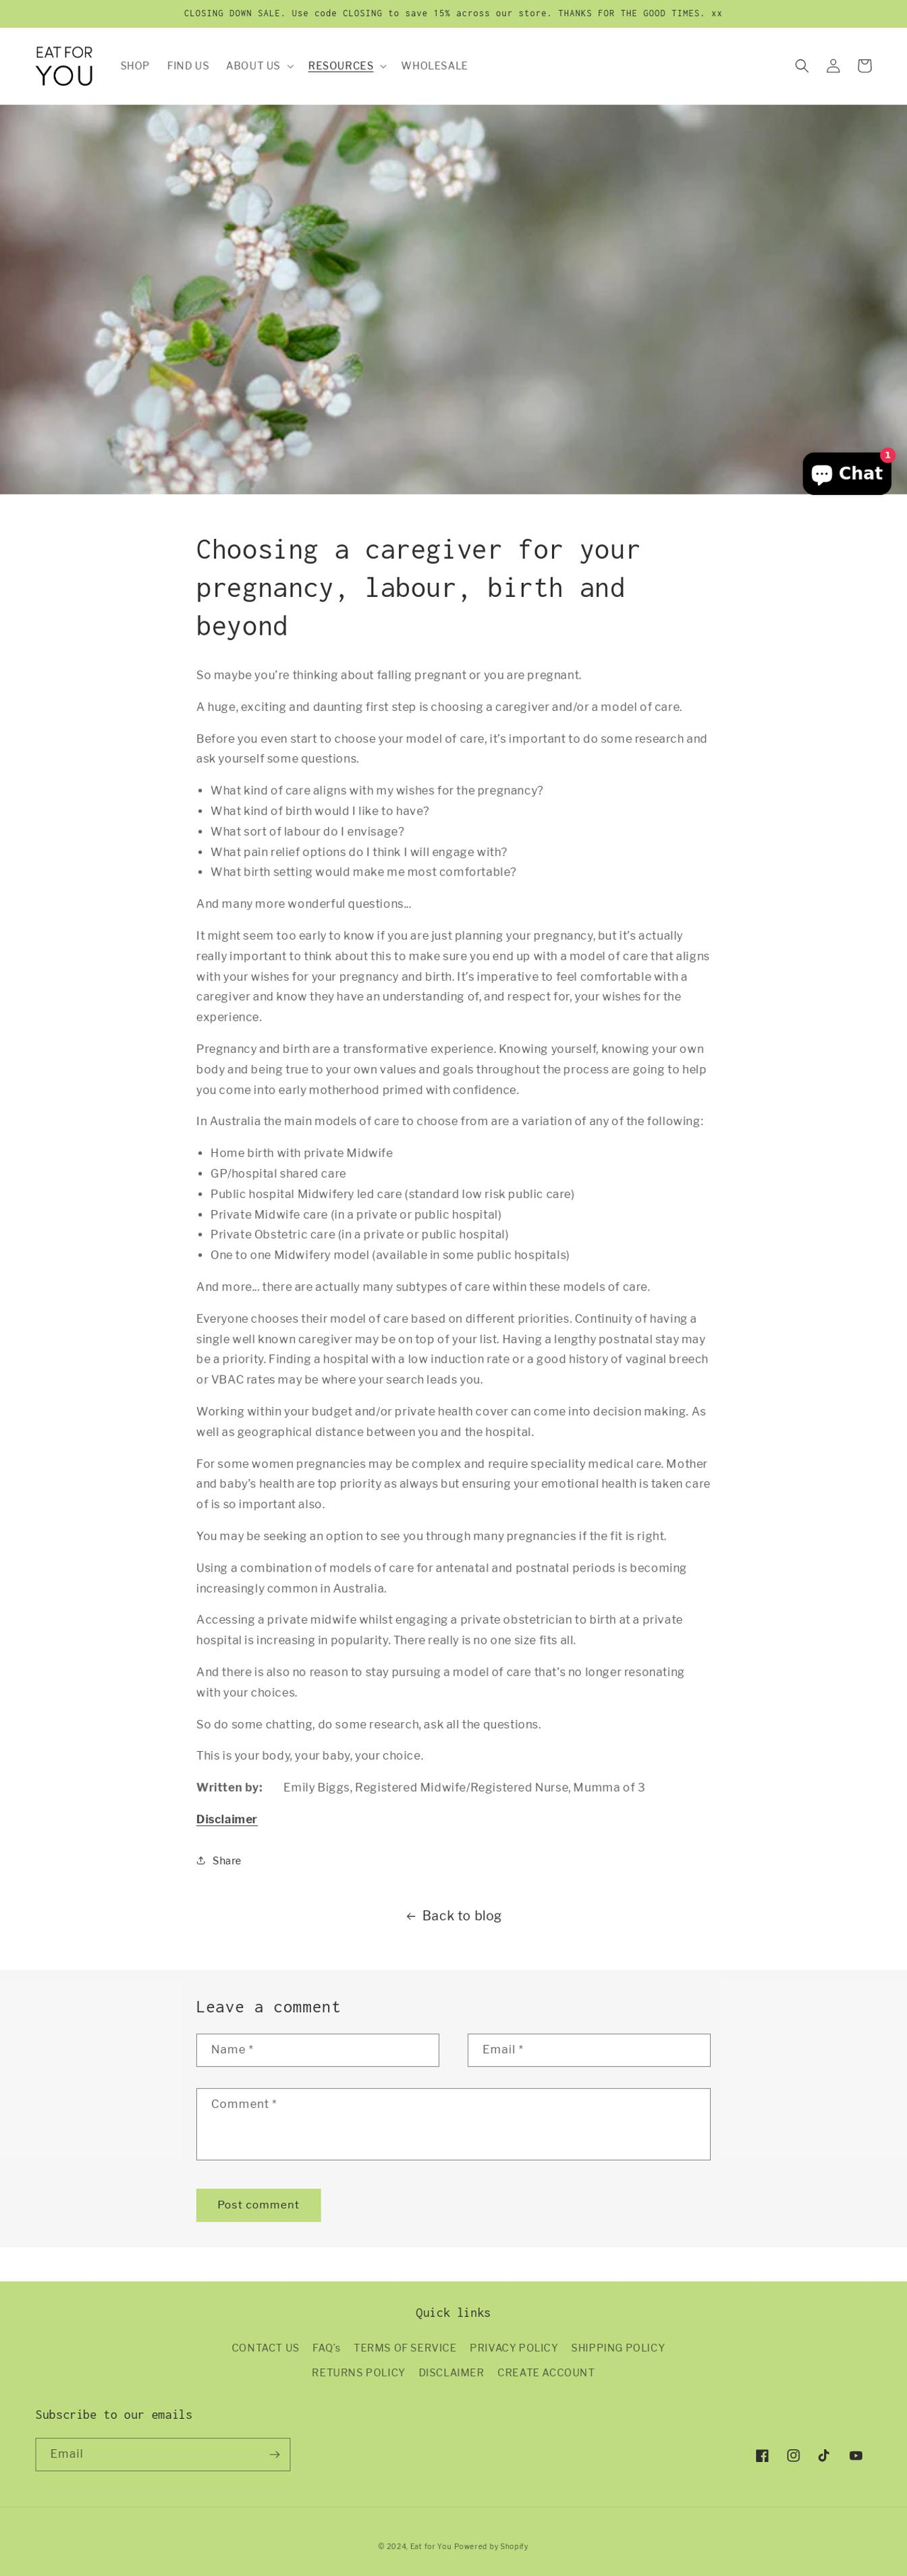 CLOSING DOWN SALE. Use code CLOSING to save 15% across our store. THANKS FOR THE GOOD TIMES. xx
EAT FOR
YOU
SHOP FIND US ABOUT US RESOURCES WHOLESALE
1
Chat
Choosing a caregiver for your
pregnancy, labour, birth and
beyond
So maybe you're thinking about falling pregnant or you are pregnant.
A huge, exciting and daunting first step is choosing a caregiver and/or a model of care.
Before you even start to choose your model of care, it's important to do some research and
ask yourself some questions.
• What kind of care aligns with my wishes for the pregnancy?
• What kind of birth would I like to have?
• What sort of labour do I envisage?
• What pain relief options do I think I will engage with?
• What birth setting would make me most comfortable?
And many more wonderful questions...
It might seem too early to know if you are just planning your pregnancy, but it's actually
really important to think about this to make sure you end up with a model of care that aligns
with your wishes for your pregnancy and birth. It's imperative to feel comfortable with a
caregiver and know they have an understanding of, and respect for, your wishes for the
experience.
Pregnancy and birth are a transformative experience. Knowing yourself, knowing your own
body and being true to your own values and goals throughout the process are going to help
you come into early motherhood primed with confidence.
In Australia the main models of care to choose from are a variation of any of the following:
• Home birth with private Midwife
• GP/hospital shared care
• Public hospital Midwifery led care (standard low risk public care)
• Private Midwife care (in a private or public hospital)
• Private Obstetric care (in a private or public hospital)
• One to one Midwifery model (available in some public hospitals)
And more... there are actually many subtypes of care within these models of care.
Everyone chooses their model of care based on different priorities. Continuity of having a
single well known caregiver may be on top of your list. Having a lengthy postnatal stay may
be a priority. Finding a hospital with a low induction rate or a good history of vaginal breech
or VBAC rates may be where your search leads you.
Working within your budget and/or private health cover can come into decision making. As
well as geographical distance between you and the hospital.
For some women pregnancies may be complex and require speciality medical care. Mother
and baby's health are top priority as always but ensuring your emotional health is taken care
of is so important also.
You may be seeking an option to see you through many pregnancies if the fit is right.
Using a combination of models of care for antenatal and postnatal periods is becoming
increasingly common in Australia.
Accessing a private midwife whilst engaging a private obstetrician to birth at a private
hospital is increasing in popularity. There really is no one size fits all.
And there is also no reason to stay pursuing a model of care that's no longer resonating
with your choices.
So do some chatting, do some research, ask all the questions.
This is your body, your baby, your choice.
Written by: Emily Biggs, Registered Midwife/Registered Nurse, Mumma of 3
Disclaimer
Share
← Back to blog
Leave a comment
Name * Email *
Comment *
Post comment
Quick links
CONTACT US FAQ's TERMS OF SERVICE PRIVACY POLICY SHIPPING POLICY
RETURNS POLICY DISCLAIMER CREATE ACCOUNT
Subscribe to our emails
Email →
© 2024, Eat for You Powered by Shopify